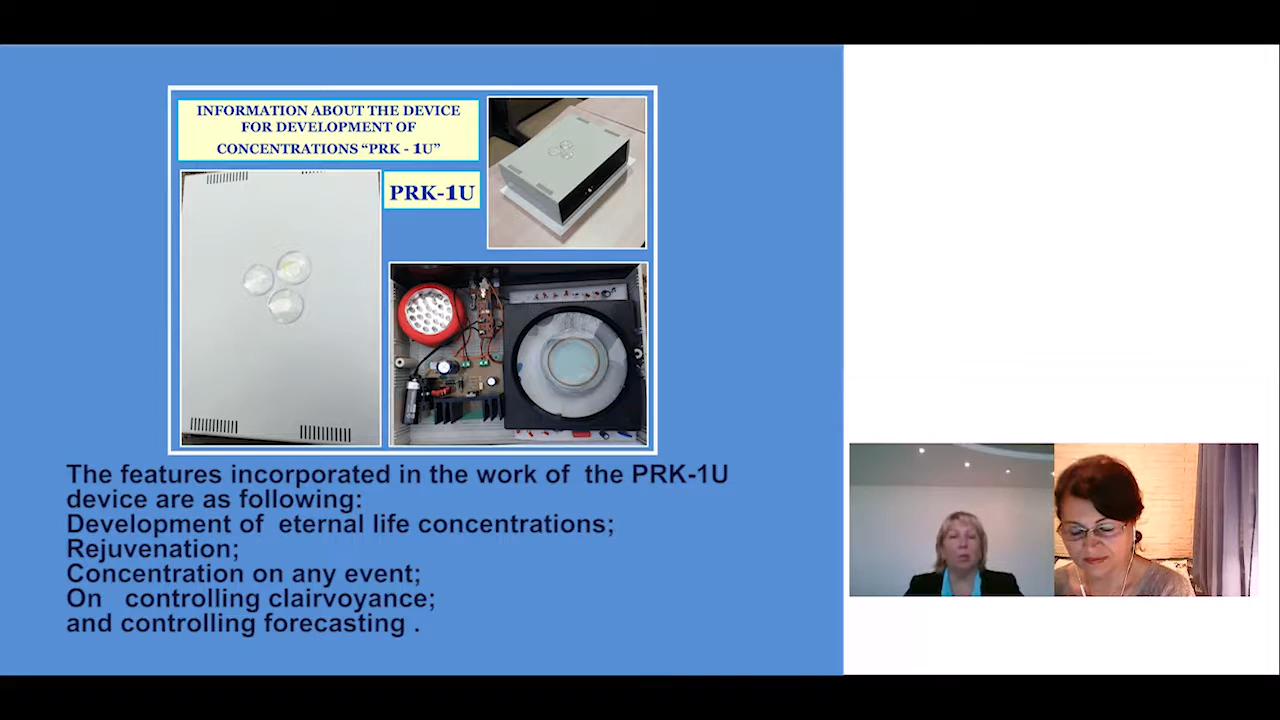 INFORMATION ABOUT THE DEVICE
FOR DEVELOPMENT OF
CONCENTRATIONS “PRK - 1U”
PRK-1U
The features incorporated in the work of the PRK-1U
device are as following:
Development of eternal life concentrations;
Rejuvenation;
Concentration on any event;
On controlling clairvoyance;
and controlling forecasting .